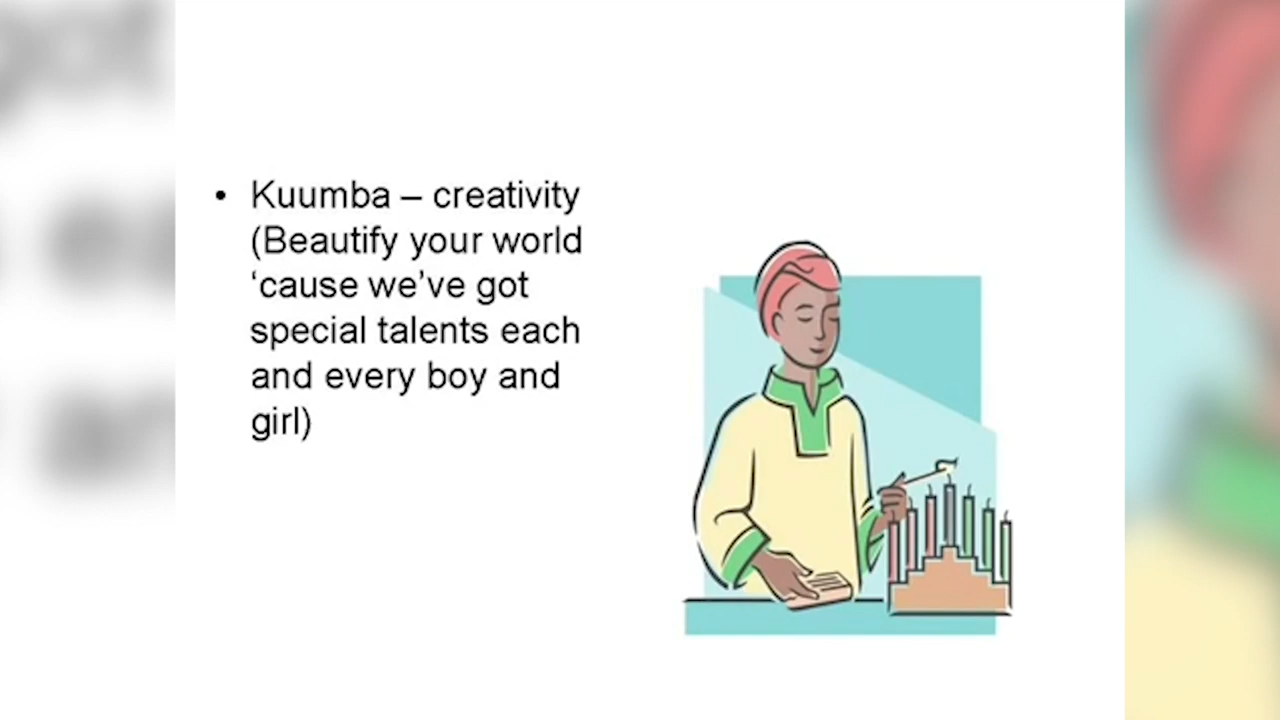 • Kuumba – creativity
(Beautify your world
‘cause we’ve got
special talents each
and every boy and
girl)